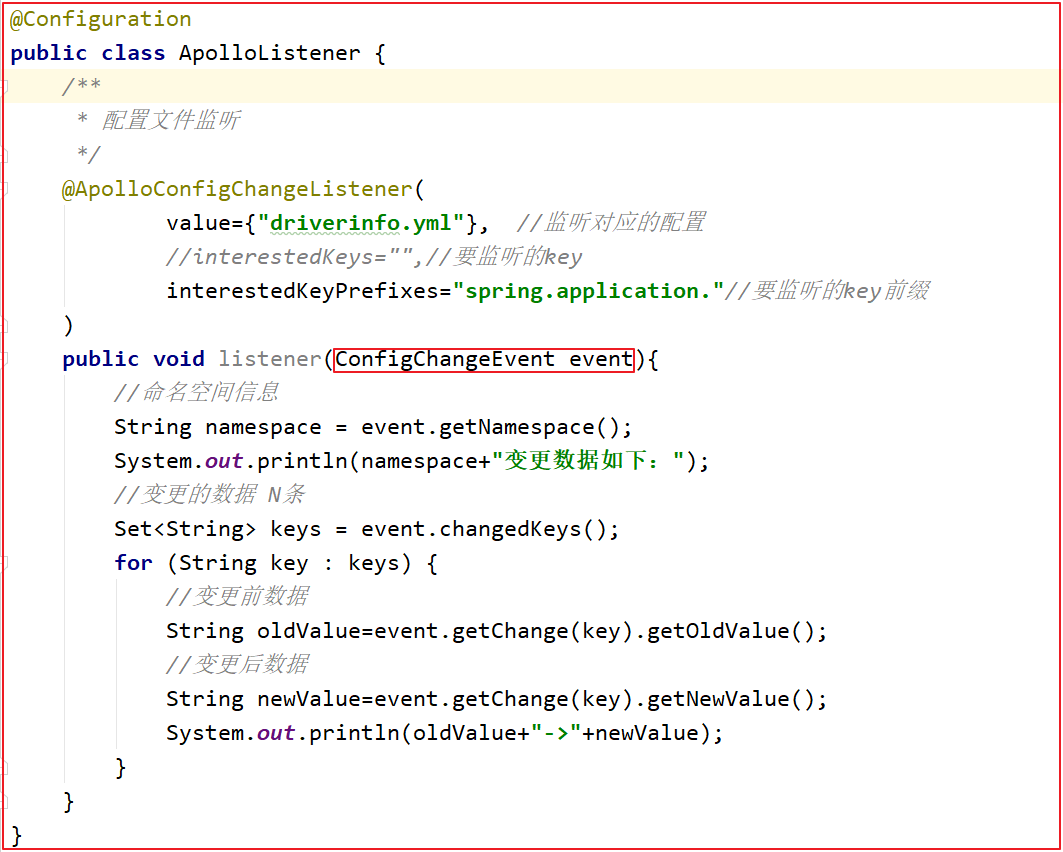 @Configuration
public class ApolloListener {
    /**
     * 配置文件监听
     */
    @ApolloConfigChangeListener(
            value={"driverinfo.yml"},  //监听对应的配置
            //interestedKeys="",//要监听的key
            interestedKeyPrefixes="spring.application."//要监听的key前缀
    )
    public void listener(ConfigChangeEvent event){
        //命名空间信息
        String namespace = event.getNamespace();
        System.out.println(namespace+"变更数据如下：");
        //变更的数据 N条
        Set<String> keys = event.changedKeys();
        for (String key : keys) {
            //变更前数据
            String oldValue=event.getChange(key).getOldValue();
            //变更后数据
            String newValue=event.getChange(key).getNewValue();
            System.out.println(oldValue+"->"+newValue);
        }
    }
}